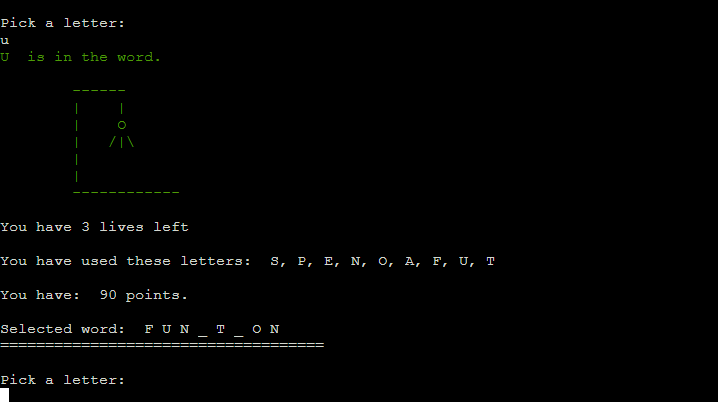 Pick a letter:
u
U  is in the word.
You have 3 lives left
You have used these letters:  S, P, E, N, O, A, F, U, T
You have:  90 points.
Selected word:  F U N _ T _ O N
====================================
Pick a letter: